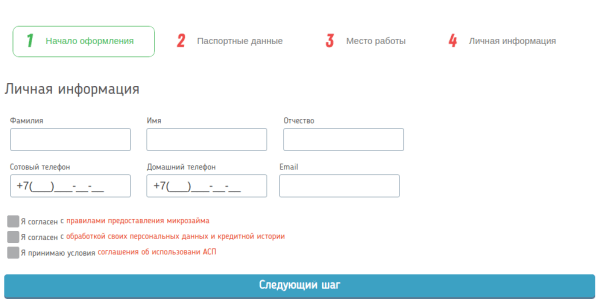 1 Начало оформления 2 Паспортные данные 3 Место работы 4 Личная информация
Личная информация
Фамилия Имя Отчество
Сотовый телефон Домашний телефон Email
+7(___)___-__-__ +7(___)___-__-__
Я согласен с правилами предоставления микрозайма
Я согласен с обработкой своих персональных данных и кредитной истории
Я принимаю условия соглашения об использовани АСП
Следующии шаг